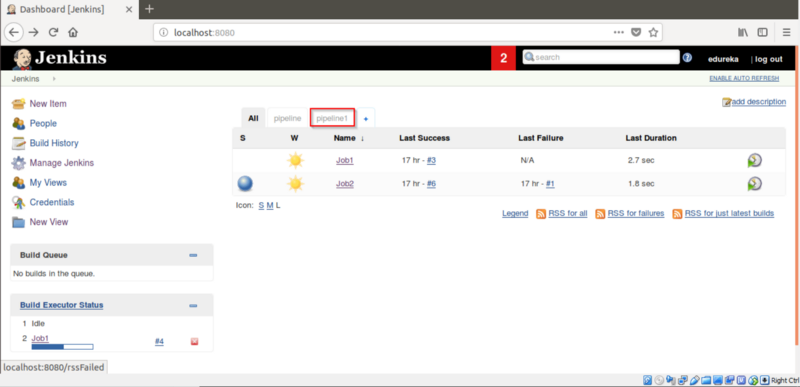 Dashboard [Jenkins]
localhost:8080
Jenkins
2
search
edureka
| log out
Jenkins
ENABLE AUTO REFRESH
New Item
People
Build History
Manage Jenkins
My Views
Credentials
New View
add description
All pipeline pipeline1 +
S W Name ↓ Last Success Last Failure Last Duration
Job1 17 hr - #3 N/A 2.7 sec
Job2 17 hr - #6 17 hr - #1 1.8 sec
Icon: S M L
Legend RSS for all RSS for failures RSS for just latest builds
Build Queue
No builds in the queue.
Build Executor Status
1 Idle
2 Job1 #4
localhost:8080/rssFailed
Right Ctrl